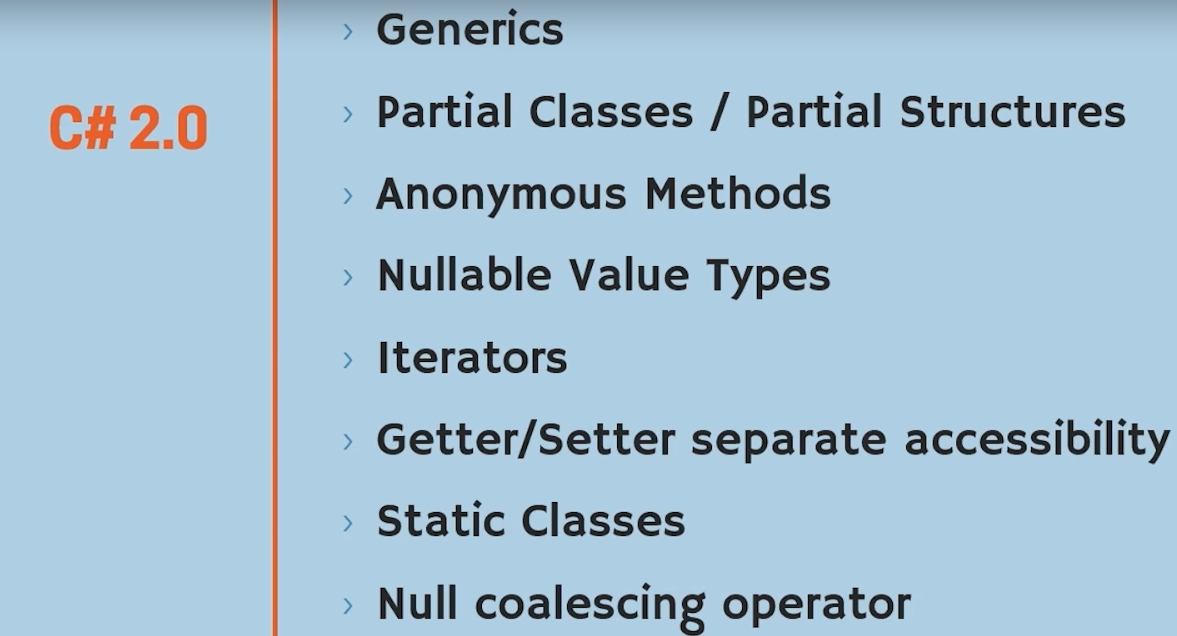 C# 2.0
› Generics
› Partial Classes / Partial Structures
› Anonymous Methods
› Nullable Value Types
› Iterators
› Getter/Setter separate accessibility
› Static Classes
› Null coalescing operator